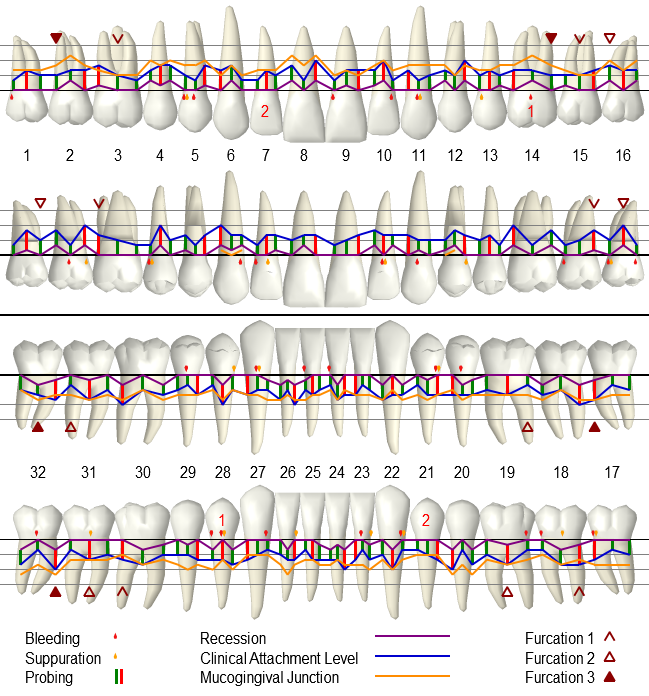 2 1
1 2 3 4 5 6 7 8 9 10 11 12 13 14 15 16
32 31 30 29 28 27 26 25 24 23 22 21 20 19 18 17
1 2
Bleeding Recession Furcation 1
Suppuration Clinical Attachment Level Furcation 2
Probing Mucogingival Junction Furcation 3